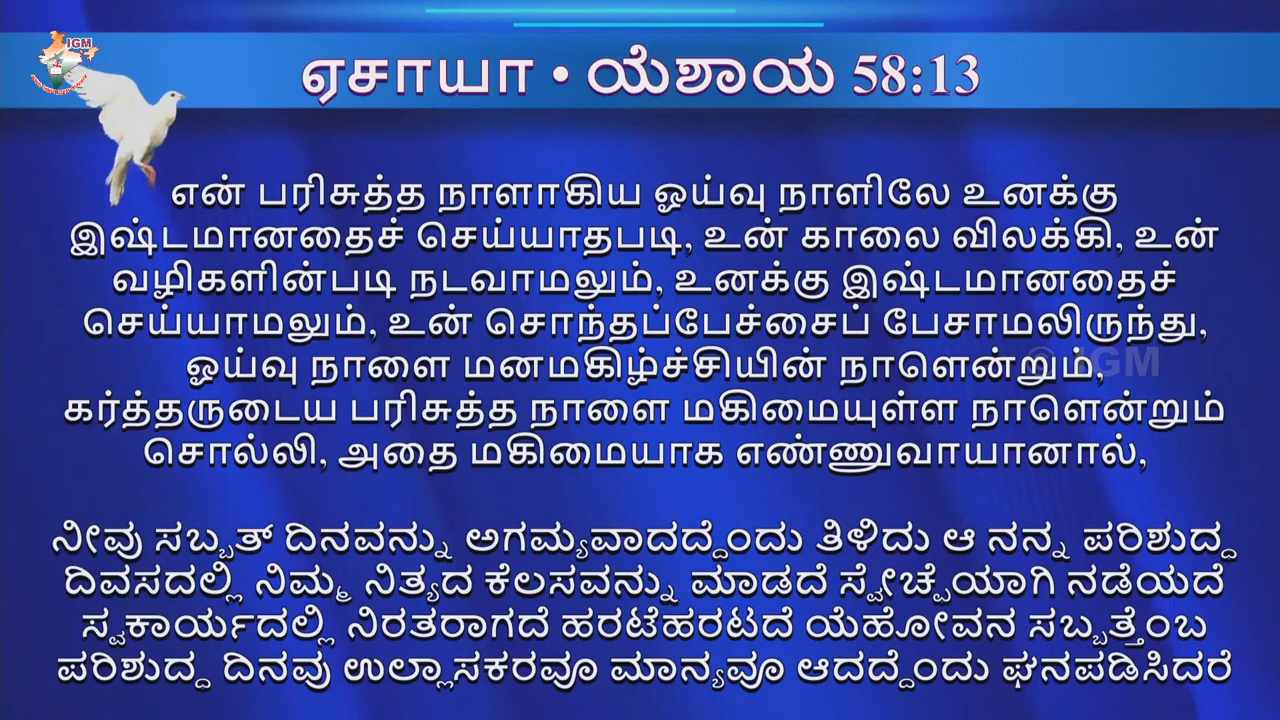 IGM
ஏசாயா • ಯೆಶಾಯ 58:13
என் பரிசுத்த நாளாகிய ஓய்வு நாளிலே உனக்கு
இஷ்டமானதைச் செய்யாதபடி, உன் காலை விலக்கி, உன்
வழிகளின்படி நடவாமலும், உனக்கு இஷ்டமானதைச்
செய்யாமலும், உன் சொந்தப்பேச்சைப் பேசாமலிருந்து,
ஓய்வு நாளை மனமகிழ்ச்சியின் நாளென்றும்,
© IGM
கர்த்தருடைய பரிசுத்த நாளை மகிமையுள்ள நாளென்றும்
சொல்லி, அதை மகிமையாக எண்ணுவாயானால்,
ನೀವು ಸಬ್ಬತ್ ದಿನವನ್ನು ಅಗಮ್ಯವಾದದ್ದೆಂದು ತಿಳಿದು ಆ ನನ್ನ ಪರಿಶುದ್ಧ
ದಿವಸದಲ್ಲಿ ನಿಮ್ಮ ನಿತ್ಯದ ಕೆಲಸವನ್ನು ಮಾಡದೆ ಸ್ವೇಚ್ಛೆಯಾಗಿ ನಡೆಯದೆ
ಸ್ವಕಾರ್ಯದಲ್ಲಿ ನಿರತರಾಗದೆ ಹರಟೆಹರಟದೆ ಯೆಹೋವನ ಸಬ್ಬತ್ತೆಂಬ
ಪರಿಶುದ್ಧ ದಿನವು ಉಲ್ಲಾಸಕರವೂ ಮಾನ್ಯವೂ ಆದದ್ದೆಂದು ಘನಪಡಿಸಿದರೆ